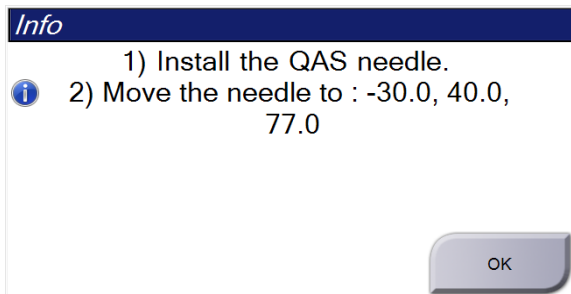 Info
1) Install the QAS needle.
2) Move the needle to : -30.0, 40.0,
77.0
OK